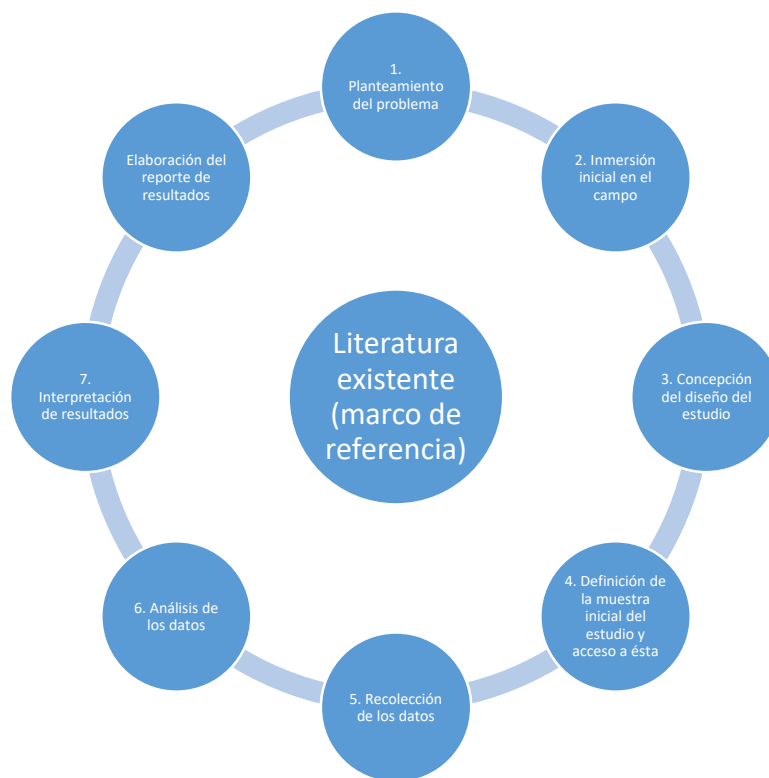 1.
Planteamiento
del problema
2. Inmersión
inicial en el
campo
3. Concepción
del diseño del
estudio
4. Definición de
la muestra
inicial del
estudio y
acceso a ésta
5. Recolección
de los datos
6. Análisis de
los datos
7.
Interpretación
de resultados
Elaboración del
reporte de
resultados
Literatura
existente
(marco de
referencia)